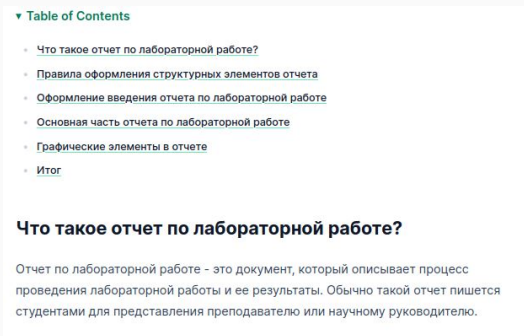 ▾ Table of Contents
Что такое отчет по лабораторной работе?
Правила оформления структурных элементов отчета
Оформление введения отчета по лабораторной работе
Основная часть отчета по лабораторной работе
Графические элементы в отчете
Итог
Что такое отчет по лабораторной работе?
Отчет по лабораторной работе - это документ, который описывает процесс
проведения лабораторной работы и ее результаты. Обычно такой отчет пишется
студентами для представления преподавателю или научному руководителю.